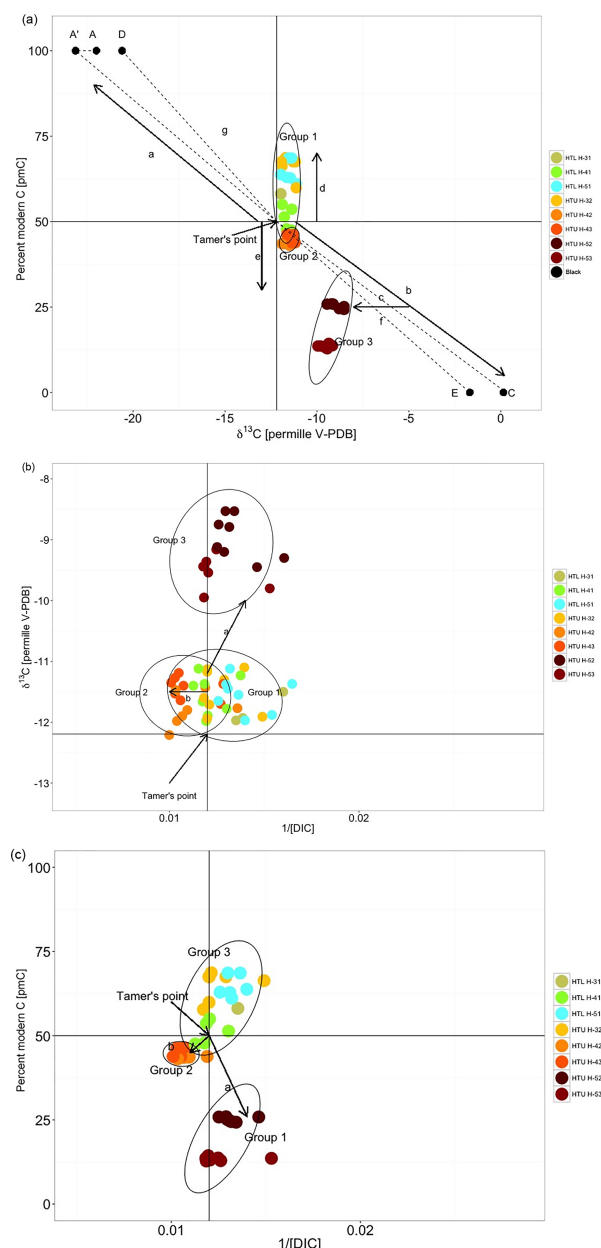 (a)
A' A D
100
g
a
Group 1
75
d
Percent modern C [pmC]
50
Tamer's point
e
Group 2
b
c
25
f
Group 3
0
E C
-20 -15 -10 -5 0
δ13C [permille V-PDB]
HTL H-31
HTL H-41
HTL H-51
HTU H-32
HTU H-42
HTU H-43
HTU H-52
HTU H-53
Black
(b)
-8
Group 3
-9
-10
a
δ13C [permille V-PDB]
-11
Group 2
b
Group 1
-12
Tamer's point
-13
0.01 0.02
1/[DIC]
HTL H-31
HTL H-41
HTL H-51
HTU H-32
HTU H-42
HTU H-43
HTU H-52
HTU H-53
(c)
100
75
Group 3
Percent modern C [pmC]
Tamer's point
50
b
Group 2
a
25
Group 1
0
0.01 0.02
1/[DIC]
HTL H-31
HTL H-41
HTL H-51
HTU H-32
HTU H-42
HTU H-43
HTU H-52
HTU H-53